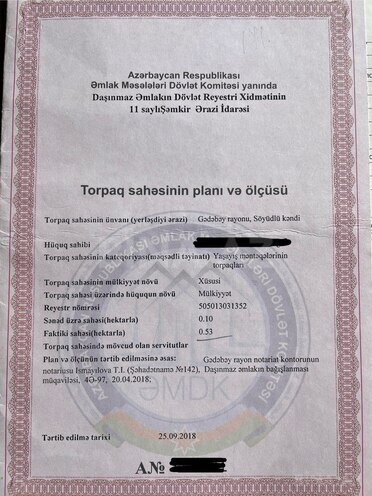 Azərbaycan Respublikası
Əmlak Məsələləri Dövlət Komitəsi yanında
Daşınmaz Əmlakın Dövlət Reyestri Xidmətinin
11 saylıŞəmkir Ərazi İdarəsi
Torpaq sahəsinin planı və ölçüsü
Torpaq sahəsinin ünvanı (yerləşdiyi ərazi) Gədəbəy rayonu, Söyüdlü kəndi
Hüquq sahibi
Torpaq sahəsinin kateqoriyası(məqsədli təyinatı) Yaşayış məntəqələrinin
torpaqları
Torpaq sahəsinin mülkiyyət növü Xüsusi
Torpaq sahəsi üzərində hüququn növü Mülkiyyət
Reyestr nömrəsi 505013031352
Sənəd üzrə sahəsi(hektarla) 0.10
Faktiki sahəsi(hektarla) 0.53
Torpaq sahəsində mövcud olan servitutlar
Plan və ölçünün tərtib edilməsinə əsas: Gədəbəy rayon notariat kontorunun
notariusu İsmayılova T.İ. (Şəhadətnamə №142), Daşınmaz əmlakın bağışlanması
müqaviləsi, 4Ə-97, 20.04.2018;
ƏMDK
Tərtib edilmə tarixi 25.09.2018
A.№